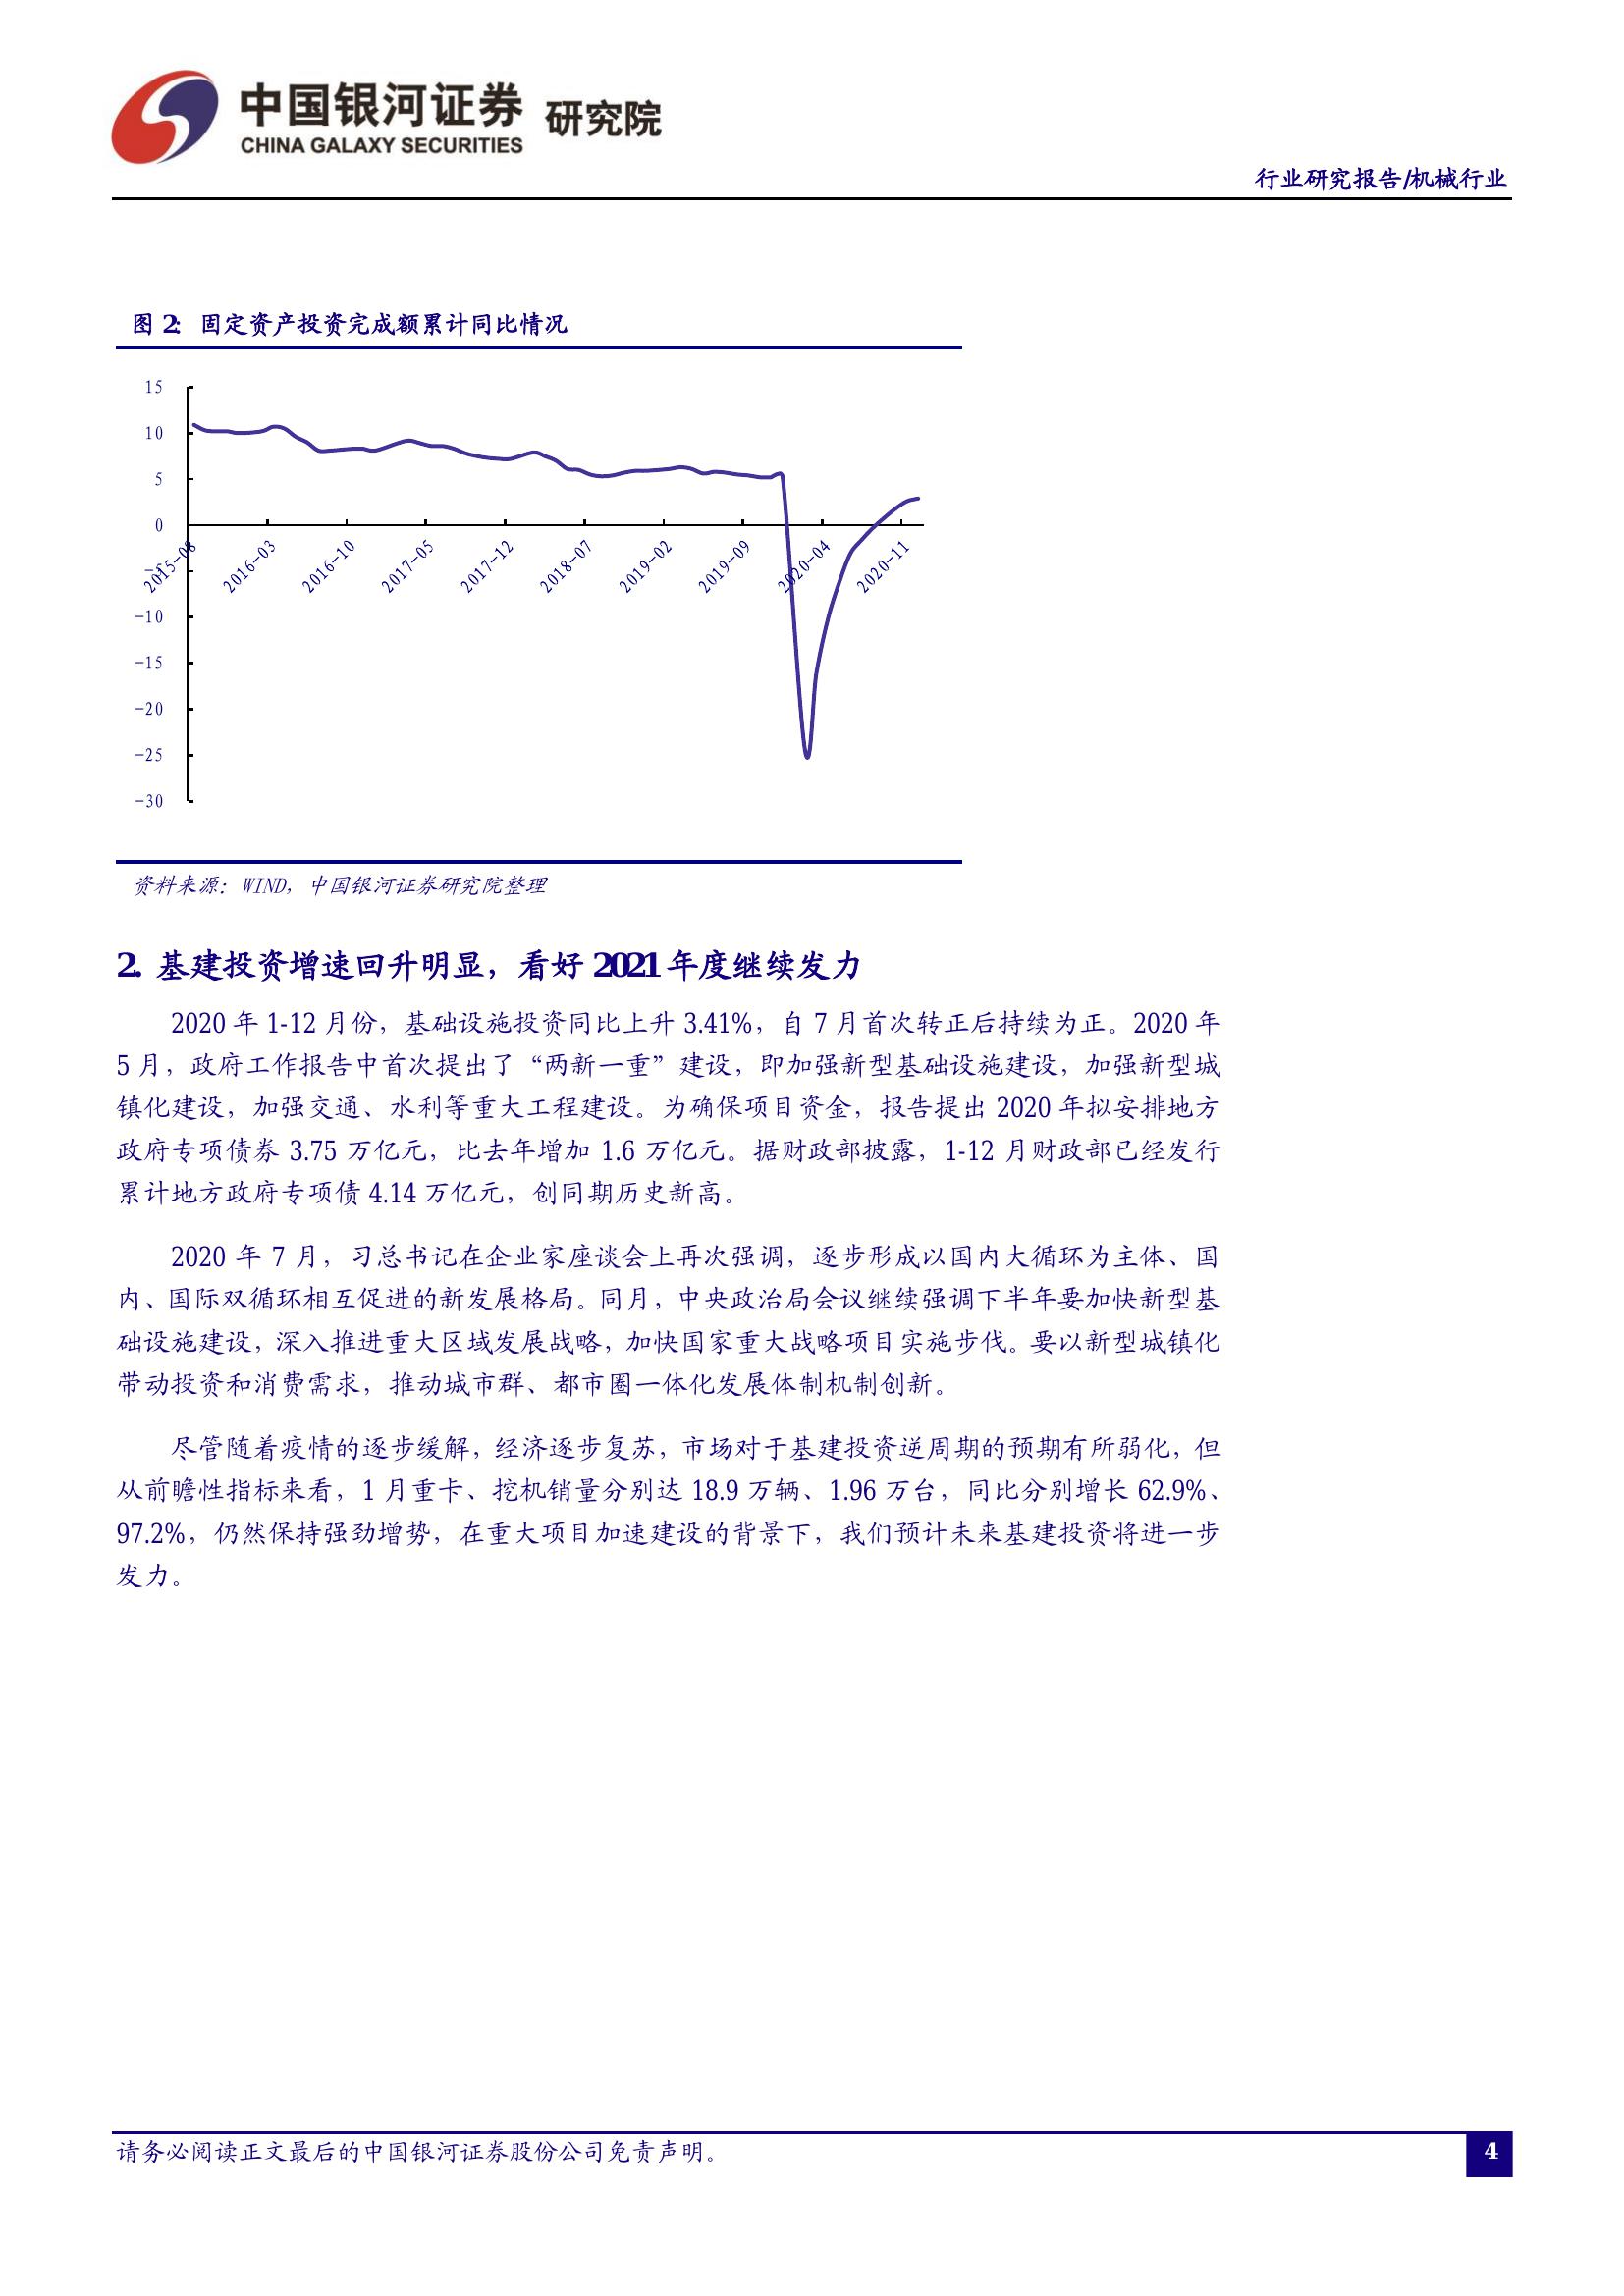 中国银河证券 研究院
CHINA GALAXY SECURITIES
行业研究报告/机械行业
图 2: 固定资产投资完成额累计同比情况
15
10
5
0
-5
-10
-15
-20
-25
-30
2015-08
2016-03
2016-10
2017-05
2017-12
2018-07
2019-02
2019-09
2020-04
2020-11
资料来源：WIND，中国银河证券研究院整理
2. 基建投资增速回升明显，看好 2021 年度继续发力
2020 年 1-12 月份，基础设施投资同比上升 3.41%，自 7 月首次转正后持续为正。2020 年
5 月，政府工作报告中首次提出了“两新一重”建设，即加强新型基础设施建设，加强新型城
镇化建设，加强交通、水利等重大工程建设。为确保项目资金，报告提出 2020 年拟安排地方
政府专项债券 3.75 万亿元，比去年增加 1.6 万亿元。据财政部披露，1-12 月财政部已经发行
累计地方政府专项债 4.14 万亿元，创同期历史新高。
2020 年 7 月，习总书记在企业家座谈会上再次强调，逐步形成以国内大循环为主体、国
内、国际双循环相互促进的新发展格局。同月，中央政治局会议继续强调下半年要加快新型基
础设施建设，深入推进重大区域发展战略，加快国家重大战略项目实施步伐。要以新型城镇化
带动投资和消费需求，推动城市群、都市圈一体化发展体制机制创新。
尽管随着疫情的逐步缓解，经济逐步复苏，市场对于基建投资逆周期的预期有所弱化，但
从前瞻性指标来看，1 月重卡、挖机销量分别达 18.9 万辆、1.96 万台，同比分别增长 62.9%、
97.2%，仍然保持强劲增势，在重大项目加速建设的背景下，我们预计未来基建投资将进一步
发力。
请务必阅读正文最后的中国银河证券股份公司免责声明。
4